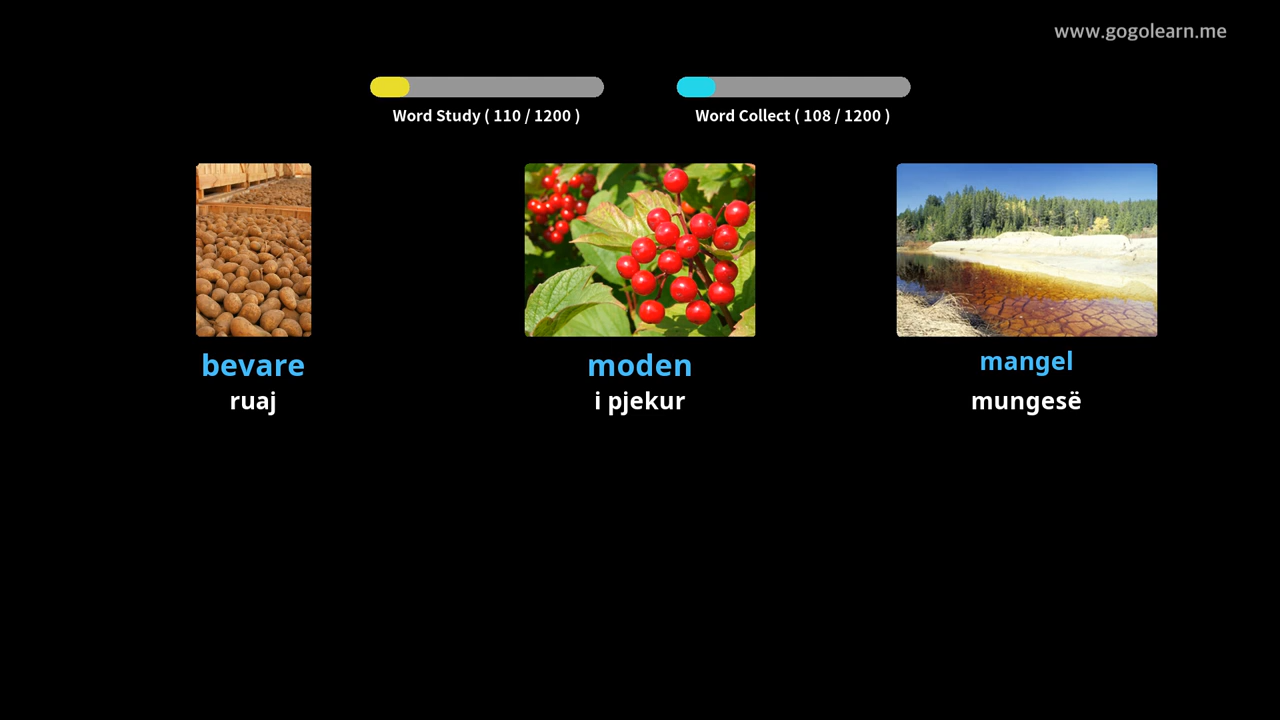 www.gogolearn.me
Word Study ( 110 / 1200 )
Word Collect ( 108 / 1200 )
bevare
ruaj
moden
i pjekur
mangel
mungesë